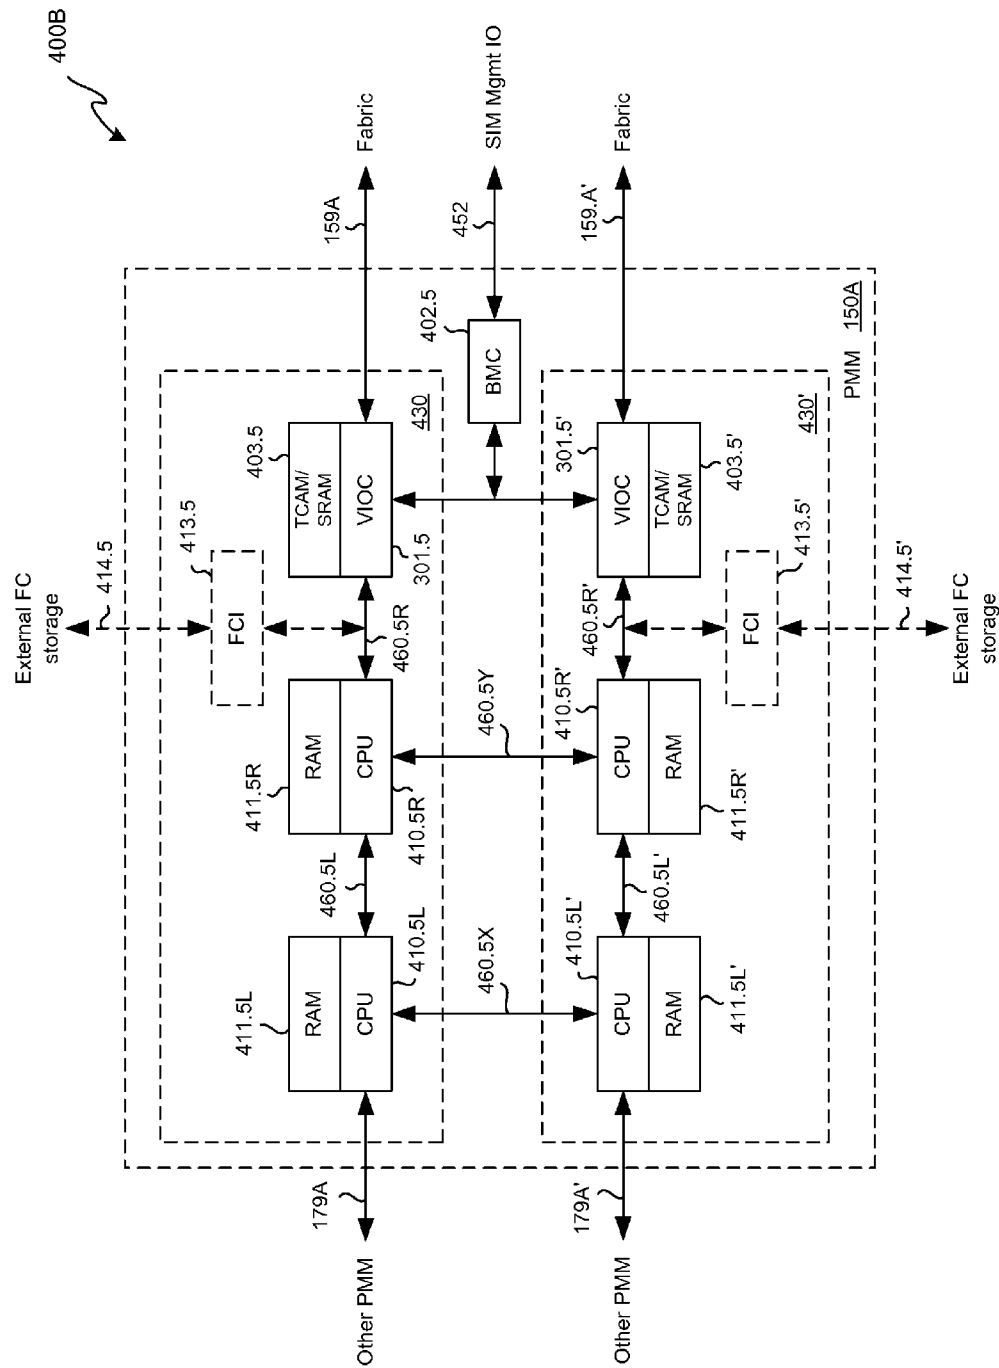 400B
External FC
storage
414.5
413.5
FCI
403.5
TCAM/
SRAM
VIOC
301.5
430
159A
Fabric
411.5R
RAM
CPU
410.5R
460.5R
411.5L
RAM
CPU
410.5L
460.5L
179A
Other PMM
460.5X
460.5Y
402.5
BMC
452
SIM Mgmt IO
410.5L'
CPU
RAM
411.5L'
460.5L'
179A'
Other PMM
410.5R'
CPU
RAM
411.5R'
460.5R'
301.5'
VIOC
TCAM/
SRAM
403.5'
159.A'
Fabric
413.5'
FCI
414.5'
External FC
storage
430'
PMM 150A